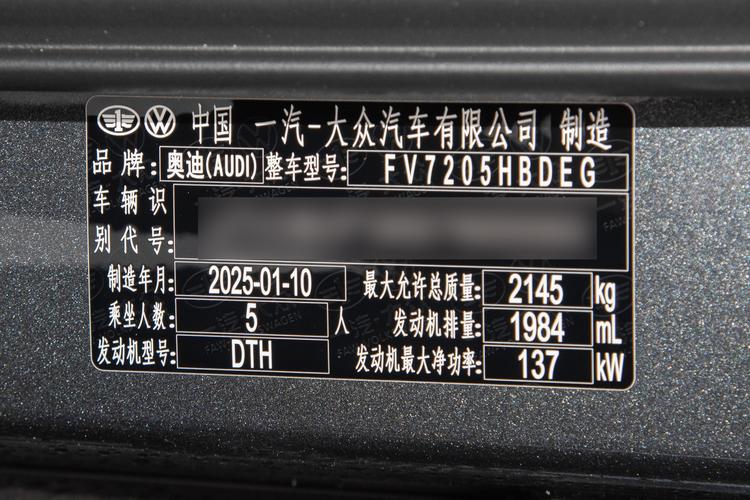 中国 一汽-大众汽车有限公司 制造
品牌: 奥迪(AUDI) 整车型号: FV7205HBDEG
车辆识
别代号:
制造年月: 2025-01-10 最大允许总质量: 2145 kg
乘坐人数: 5 人 发动机排量: 1984 mL
发动机型号: DTH 发动机最大净功率: 137 kW